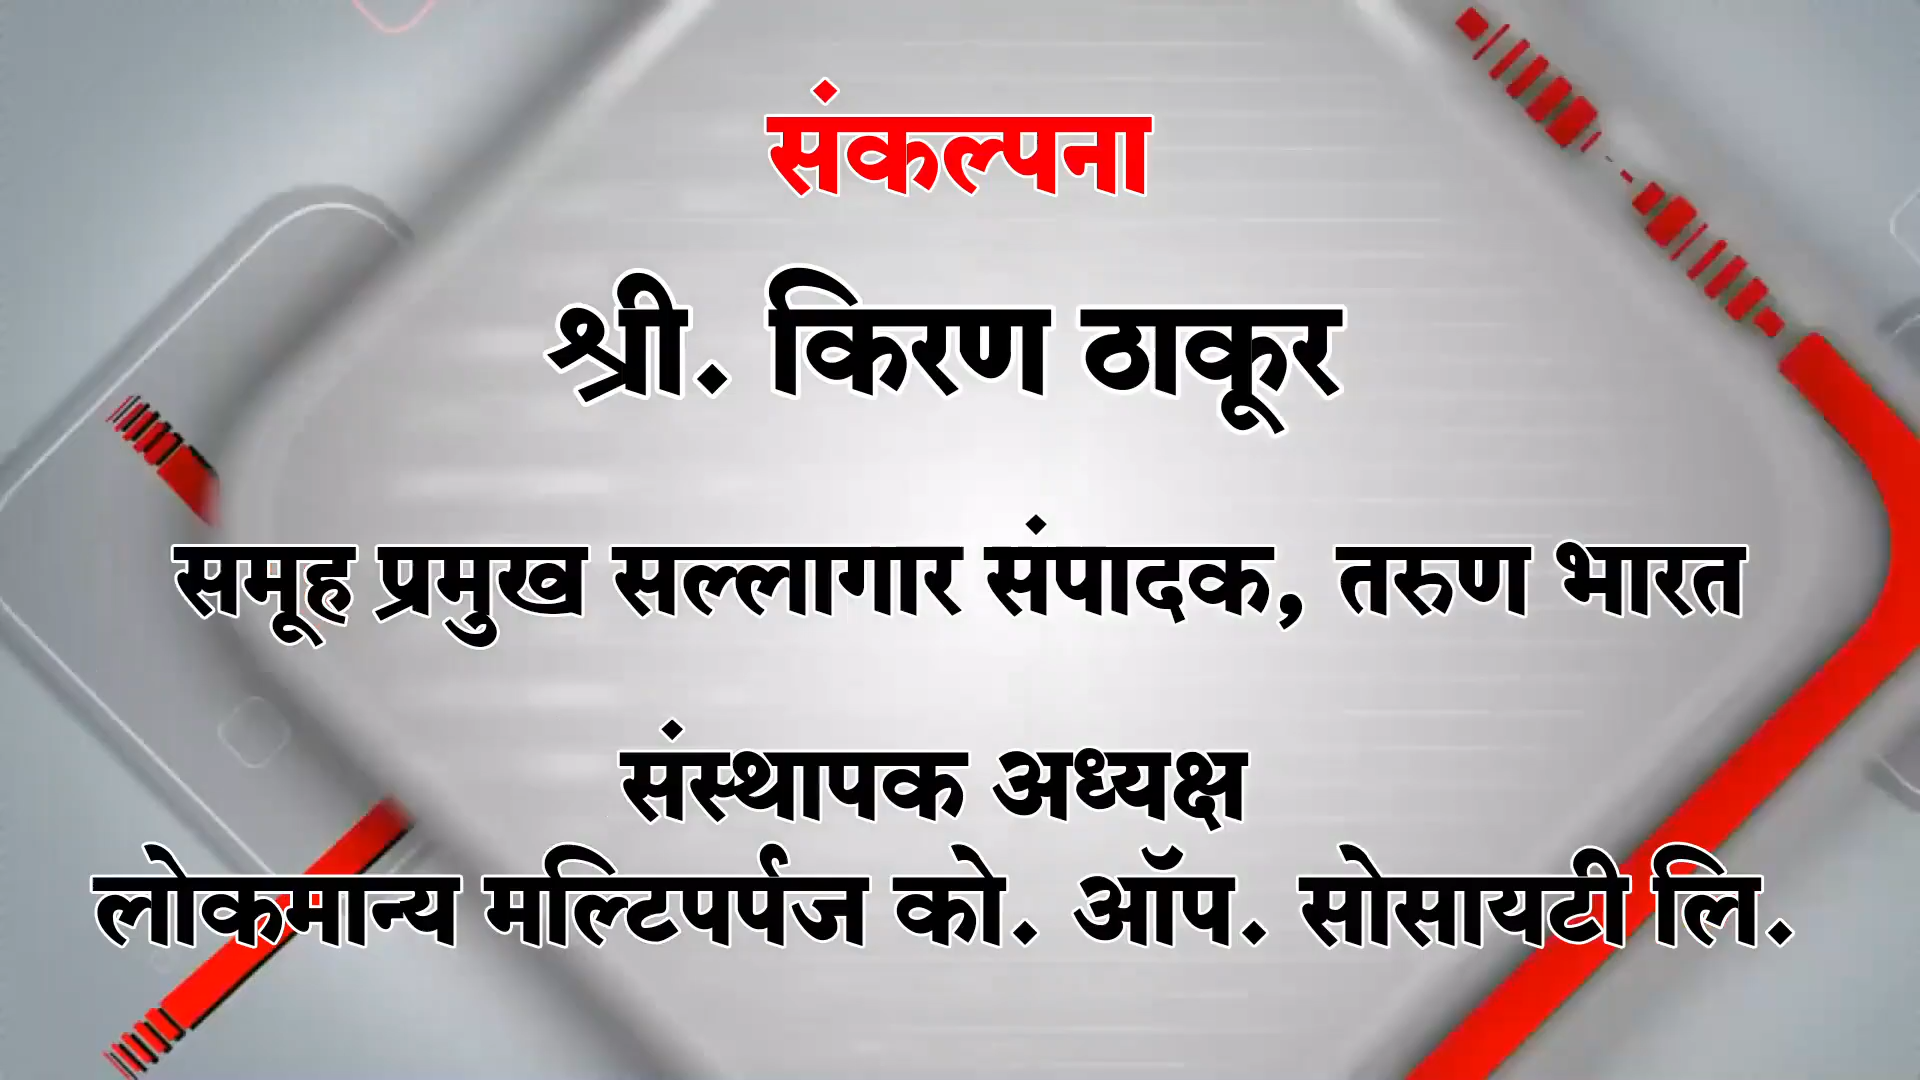 संकल्पना
श्री. किरण ठाकूर
समूह प्रमुख सल्लागार संपादक, तरुण भारत
संस्थापक अध्यक्ष
लोकमान्य मल्टिपर्पज को. ऑप. सोसायटी लि.